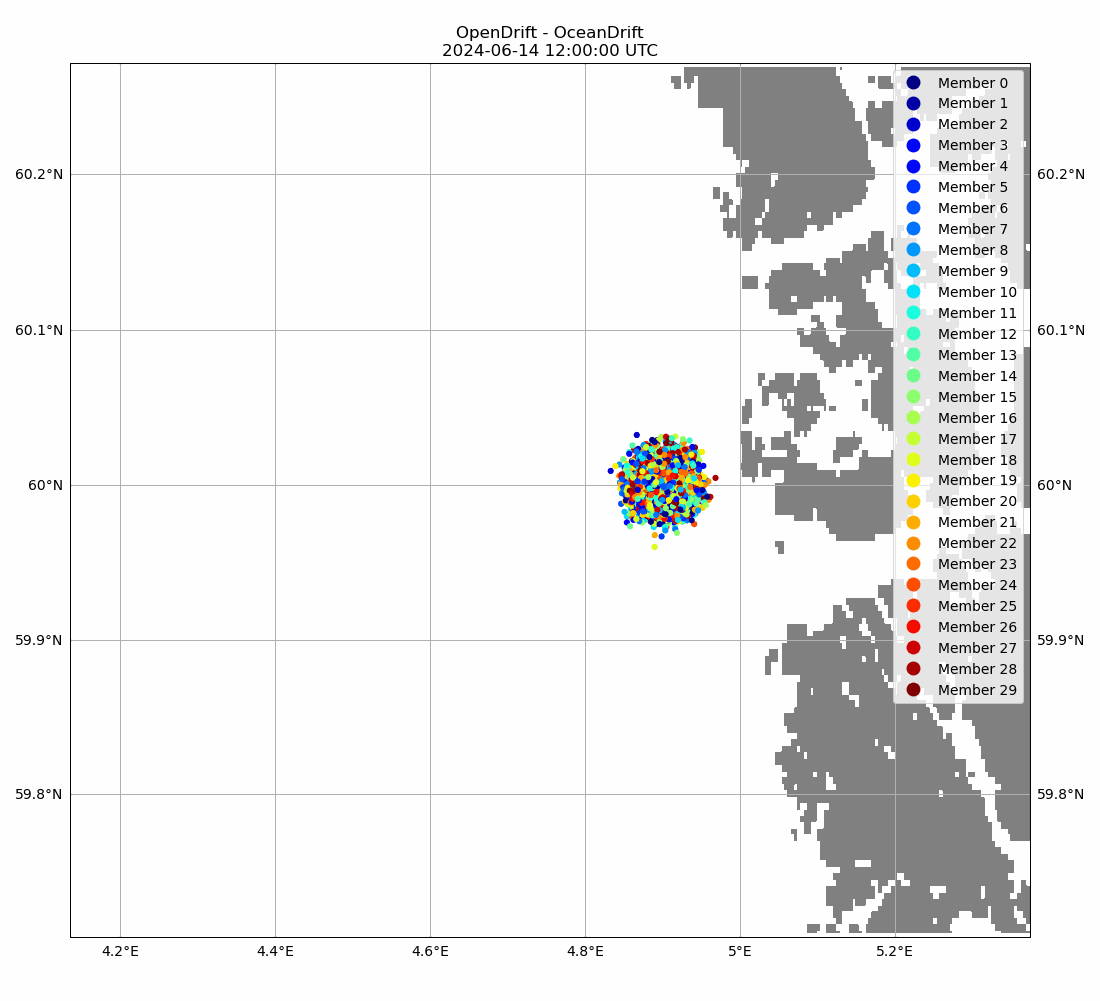 OpenDrift - OceanDrift
2024-06-14 12:00:00 UTC
Member 0
Member 1
Member 2
Member 3
Member 4
Member 5
Member 6
Member 7
Member 8
Member 9
Member 10
Member 11
Member 12
Member 13
Member 14
Member 15
Member 16
Member 17
Member 18
Member 19
Member 20
Member 21
Member 22
Member 23
Member 24
Member 25
Member 26
Member 27
Member 28
Member 29
60.2°N 60.2°N
60.1°N 60.1°N
60°N 60°N
59.9°N 59.9°N
59.8°N 59.8°N
4.2°E 4.4°E 4.6°E 4.8°E 5°E 5.2°E